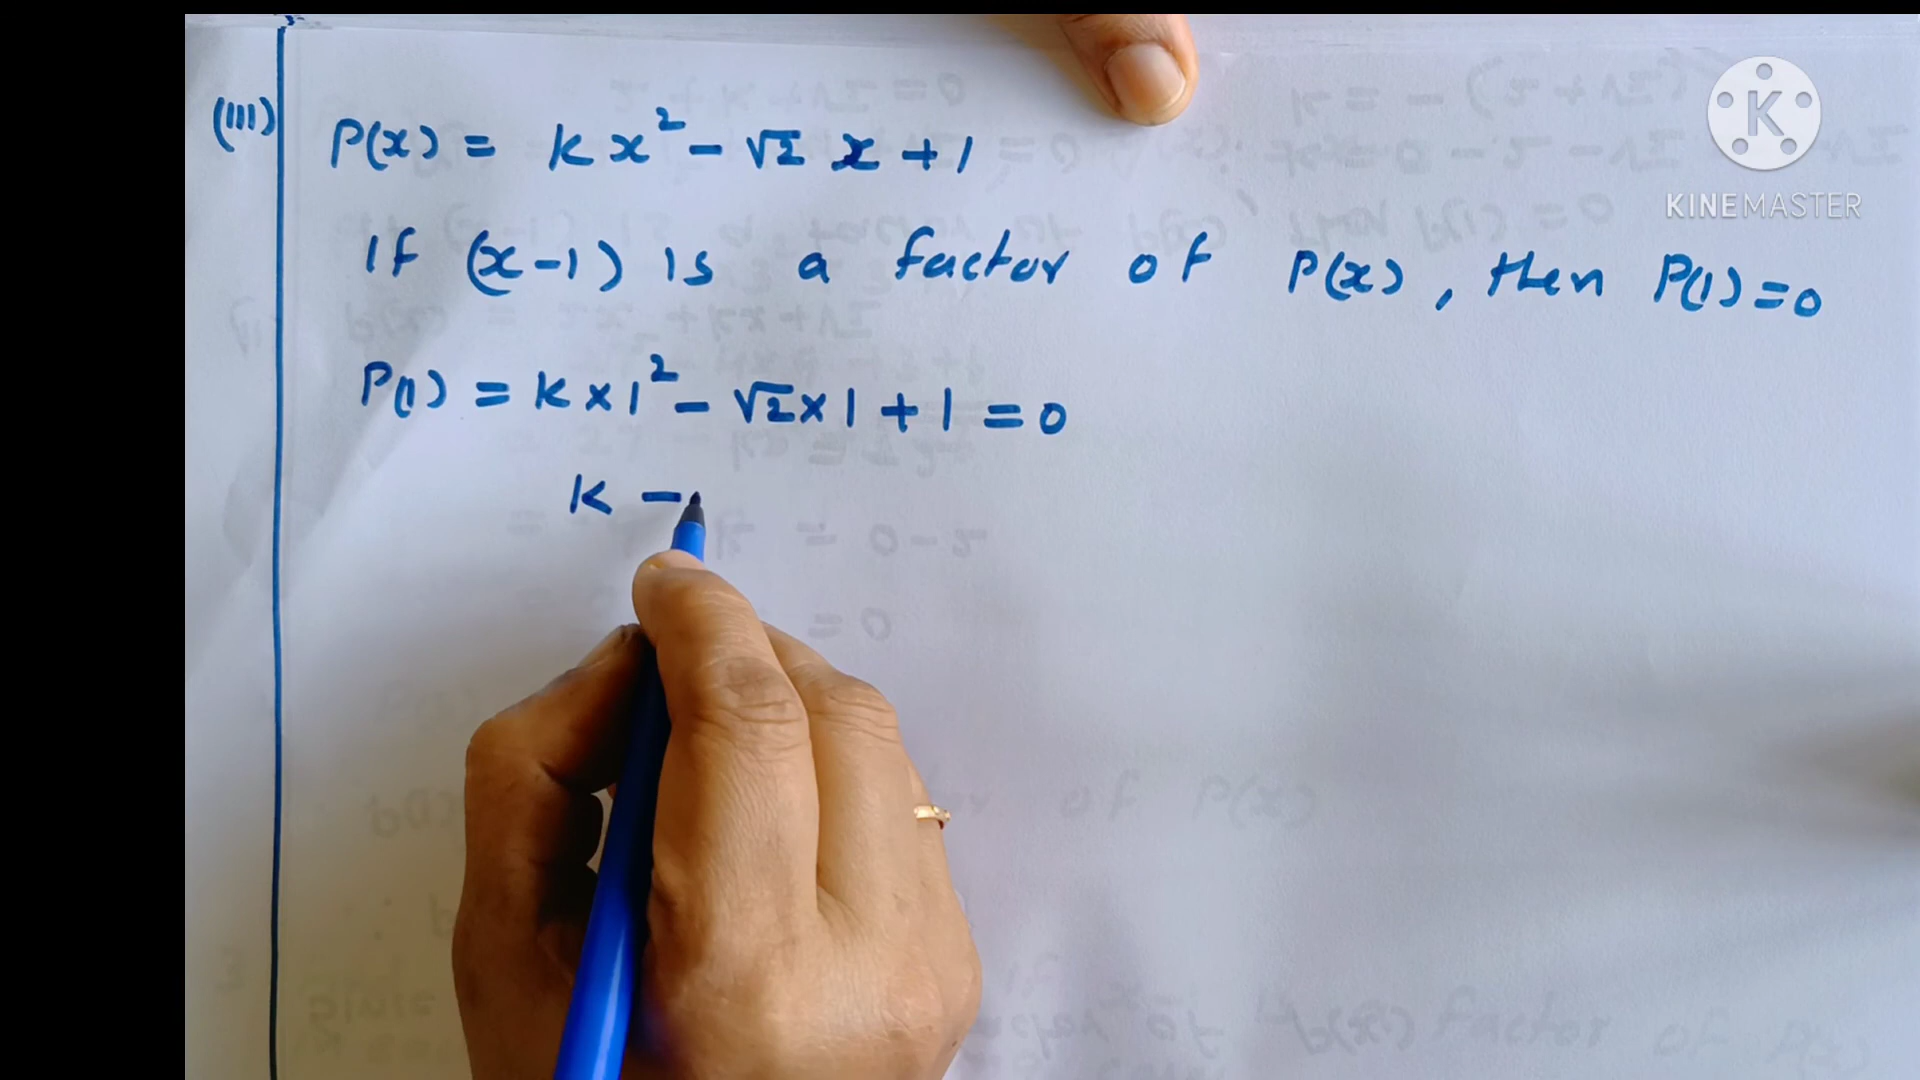 (III) P(x) = kx² - √2 x + 1
If (x-1) is a factor of P(x), then P(1)=0
P(1) = k×1² - √2×1 + 1 = 0
k -
K
KINEMASTER